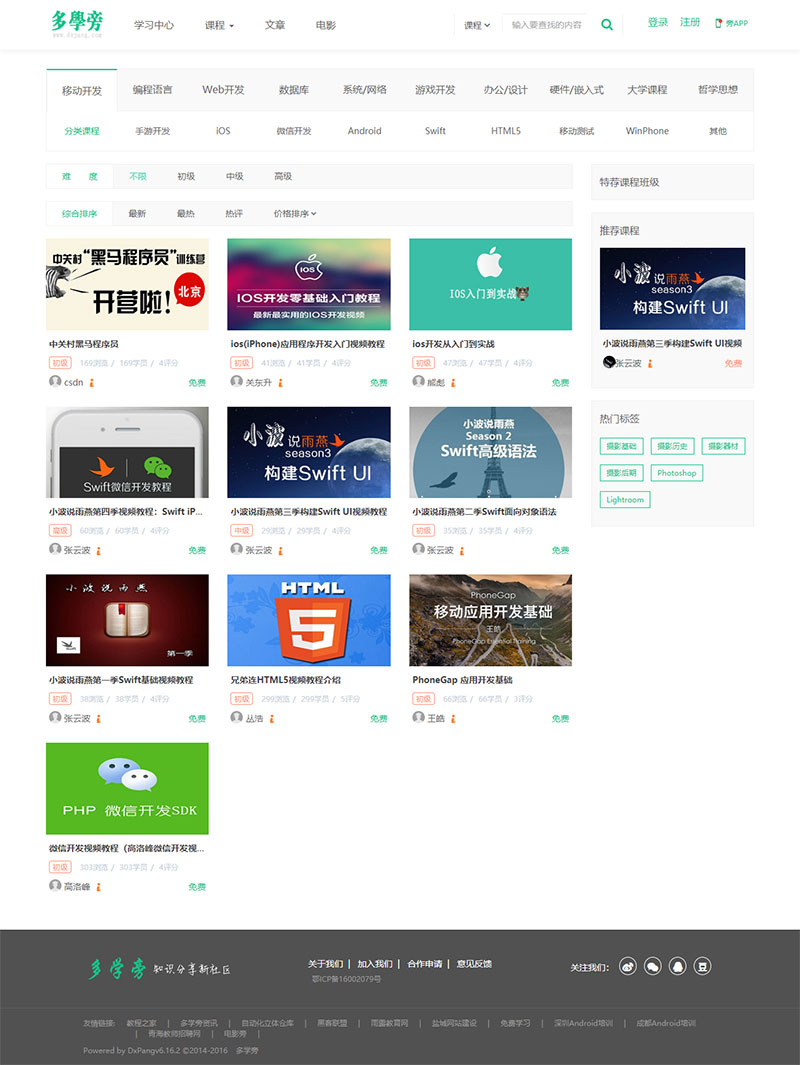 多學旁
www.dxpang.com
学习中心 课程 文章 电影
课程 输入要查找的内容
登录 注册 旁APP
移动开发 编程语言 Web开发 数据库 系统/网络 游戏开发 办公/设计 硬件/嵌入式 大学课程 哲学思想
分类课程 手游开发 iOS 微信开发 Android Swift HTML5 移动测试 WinPhone 其他
难 度 不限 初级 中级 高级
综合排序 最新 最热 热评 价格排序
特荐课程班级
推荐课程
小波说雨燕
season3
构建Swift UI
小波说雨燕第三季构建Swift UI视频
张云波 免费
热门标签
摄影基础 摄影历史 摄影器材
摄影后期 Photoshop
Lightroom
中关村“黑马程序员”训练营
开营啦!
北京
中关村黑马程序员
初级 169浏览 / 169学员 / 4评分
csdn 免费
IOS
IOS开发零基础入门教程
最新最实用的IOS开发视频
ios(iPhone)应用程序开发入门视频教程
初级 41浏览 / 41学员 / 4评分
关东升 免费
IOS入门到实战
ios开发从入门到实战
初级 47浏览 / 47学员 / 4评分
熊彪 免费
Swift微信开发教程
小波说雨燕第四季视频教程：Swift iP...
高级 60浏览 / 60学员 / 4评分
张云波 免费
小波说雨燕
season3
构建Swift UI
小波说雨燕第三季构建Swift UI视频教程
中级 29浏览 / 29学员 / 4评分
张云波 免费
小波说雨燕
Season 2
Swift高级语法
小波说雨燕第二季Swift面向对象语法
初级 35浏览 / 35学员 / 4评分
张云波 免费
小波说雨燕
第一季
小波说雨燕第一季Swift基础视频教程
初级 38浏览 / 38学员 / 4评分
张云波 免费
HTML
5
兄弟连HTML5视频教程介绍
初级 299浏览 / 299学员 / 5评分
丛浩 免费
PhoneGap
移动应用开发基础
王皓
PhoneGap Essential Training
PhoneGap 应用开发基础
初级 66浏览 / 66学员 / 3评分
王皓 免费
PHP 微信开发SDK
微信开发视频教程（高洛峰微信开发视...
初级 303浏览 / 303学员 / 4评分
高洛峰 免费
多学旁 知识分享新社区
关于我们 | 加入我们 | 合作申请 | 意见反馈
鄂ICP备16002079号
关注我们：
友情链接: 教程之家 | 多学旁资讯 | 自动化立体仓库 | 黑客联盟 | 雨露教育网 | 盐城网站建设 | 免费学习 | 深圳Android培训 | 成都Android培训
| 青海教师招聘网 | 电影旁 |
Powered by DxPangv6.16.2 ©2014-2016 多学旁